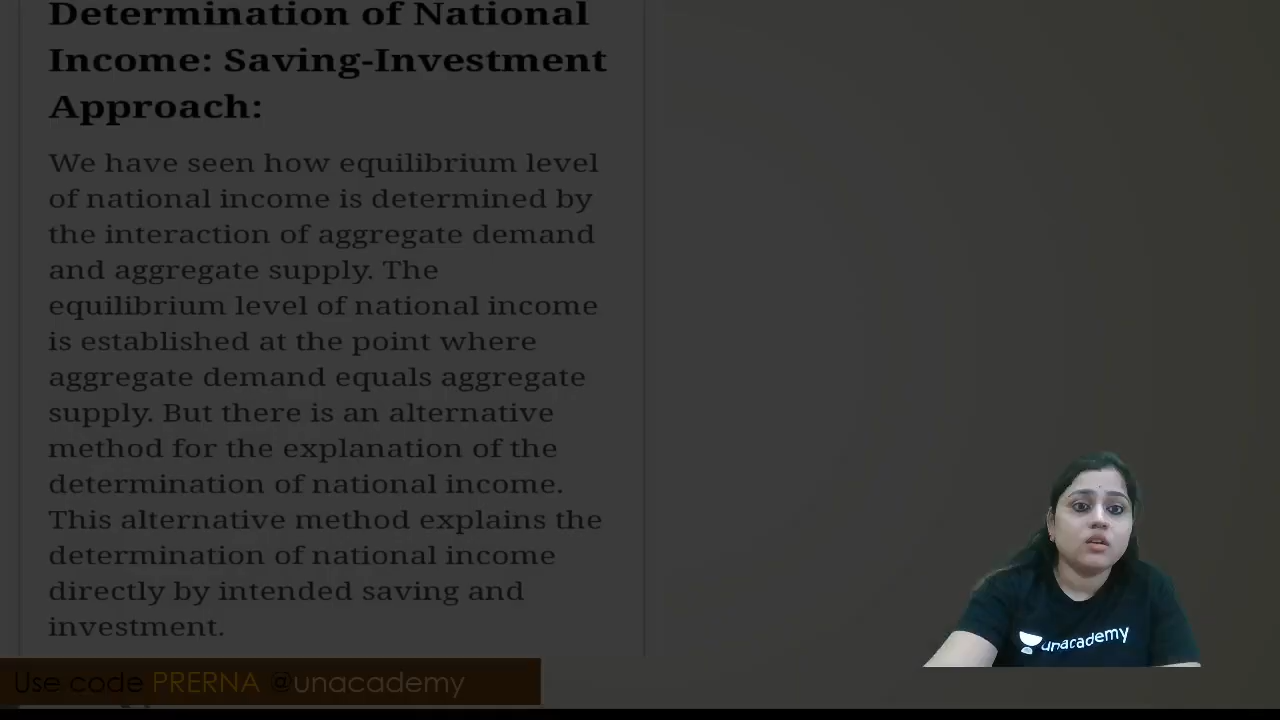 Determination of National
Income: Saving-Investment
Approach:
We have seen how equilibrium level
of national income is determined by
the interaction of aggregate demand
and aggregate supply. The
equilibrium level of national income
is established at the point where
aggregate demand equals aggregate
supply. But there is an alternative
method for the explanation of the
determination of national income.
This alternative method explains the
determination of national income
directly by intended saving and
investment.
unacademy
Use code PRERNA @unacademy